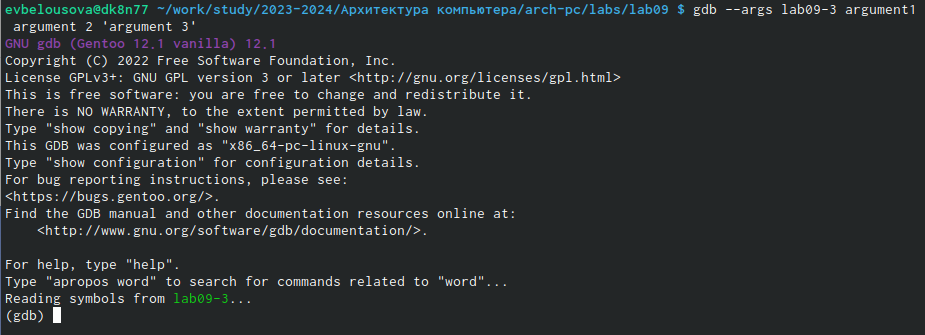 evbelousova@dk8n77 ~/work/study/2023-2024/Архитектура компьютера/arch-pc/labs/lab09 $ gdb --args lab09-3 argument1
 argument 2 'argument 3'
GNU gdb (Gentoo 12.1 vanilla) 12.1
Copyright (C) 2022 Free Software Foundation, Inc.
License GPLv3+: GNU GPL version 3 or later <http://gnu.org/licenses/gpl.html>
This is free software: you are free to change and redistribute it.
There is NO WARRANTY, to the extent permitted by law.
Type "show copying" and "show warranty" for details.
This GDB was configured as "x86_64-pc-linux-gnu".
Type "show configuration" for configuration details.
For bug reporting instructions, please see:
<https://bugs.gentoo.org/>.
Find the GDB manual and other documentation resources online at:
    <http://www.gnu.org/software/gdb/documentation/>.

For help, type "help".
Type "apropos word" to search for commands related to "word"...
Reading symbols from lab09-3...
(gdb)